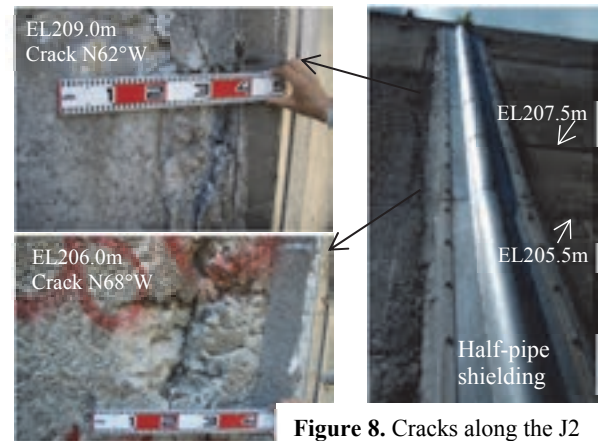 EL209.0m
Crack N62°W
EL207.5m
EL206.0m
Crack N68°W
EL205.5m
Half-pipe
shielding
Figure 8. Cracks along the J2